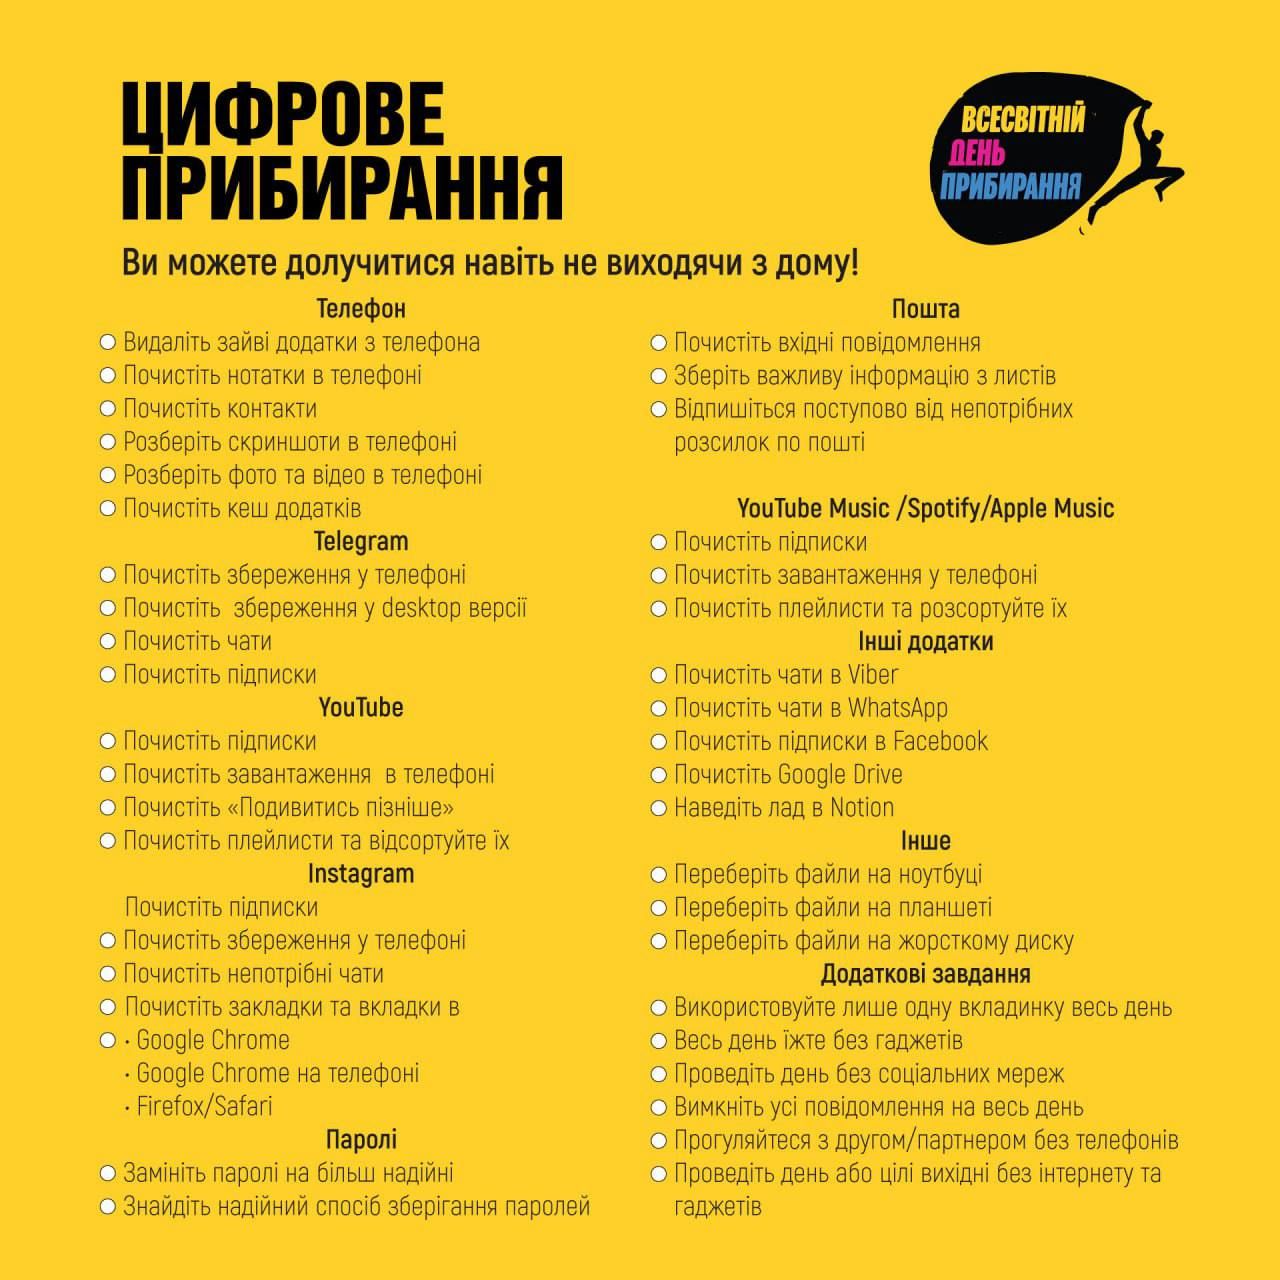 ЦИФРОВЕ
ПРИБИРАННЯ
ВСЕСВІТНІЙ
ДЕНЬ
ПРИБИРАННЯ
Ви можете долучитися навіть не виходячи з дому!
Телефон
Видаліть зайві додатки з телефона
Почистіть нотатки в телефоні
Почистіть контакти
Розберіть скриншоти в телефоні
Розберіть фото та відео в телефоні
Почистіть кеш додатків
Telegram
Почистіть збереження у телефоні
Почистіть збереження у desktop версії
Почистіть чати
Почистіть підписки
YouTube
Почистіть підписки
Почистіть завантаження в телефоні
Почистіть «Подивитись пізніше»
Почистіть плейлисти та відсортуйте їх
Instagram
Почистіть підписки
Почистіть збереження у телефоні
Почистіть непотрібні чати
Почистіть закладки та вкладки в
· Google Chrome
· Google Chrome на телефоні
· Firefox/Safari
Паролі
Замініть паролі на більш надійні
Знайдіть надійний спосіб зберігання паролей
Пошта
Почистіть вхідні повідомлення
Зберіть важливу інформацію з листів
Відпишіться поступово від непотрібних
розсилок по пошті
YouTube Music /Spotify/Apple Music
Почистіть підписки
Почистіть завантаження у телефоні
Почистіть плейлисти та розсортуйте їх
Інші додатки
Почистіть чати в Viber
Почистіть чати в WhatsApp
Почистіть підписки в Facebook
Почистіть Google Drive
Наведіть лад в Notion
Інше
Переберіть файли на ноутбуці
Переберіть файли на планшеті
Переберіть файли на жорсткому диску
Додаткові завдання
Використовуйте лише одну вкладинку весь день
Весь день їжте без гаджетів
Проведіть день без соціальних мереж
Вимкніть усі повідомлення на весь день
Прогуляйтеся з другом/партнером без телефонів
Проведіть день або цілі вихідні без інтернету та
гаджетів